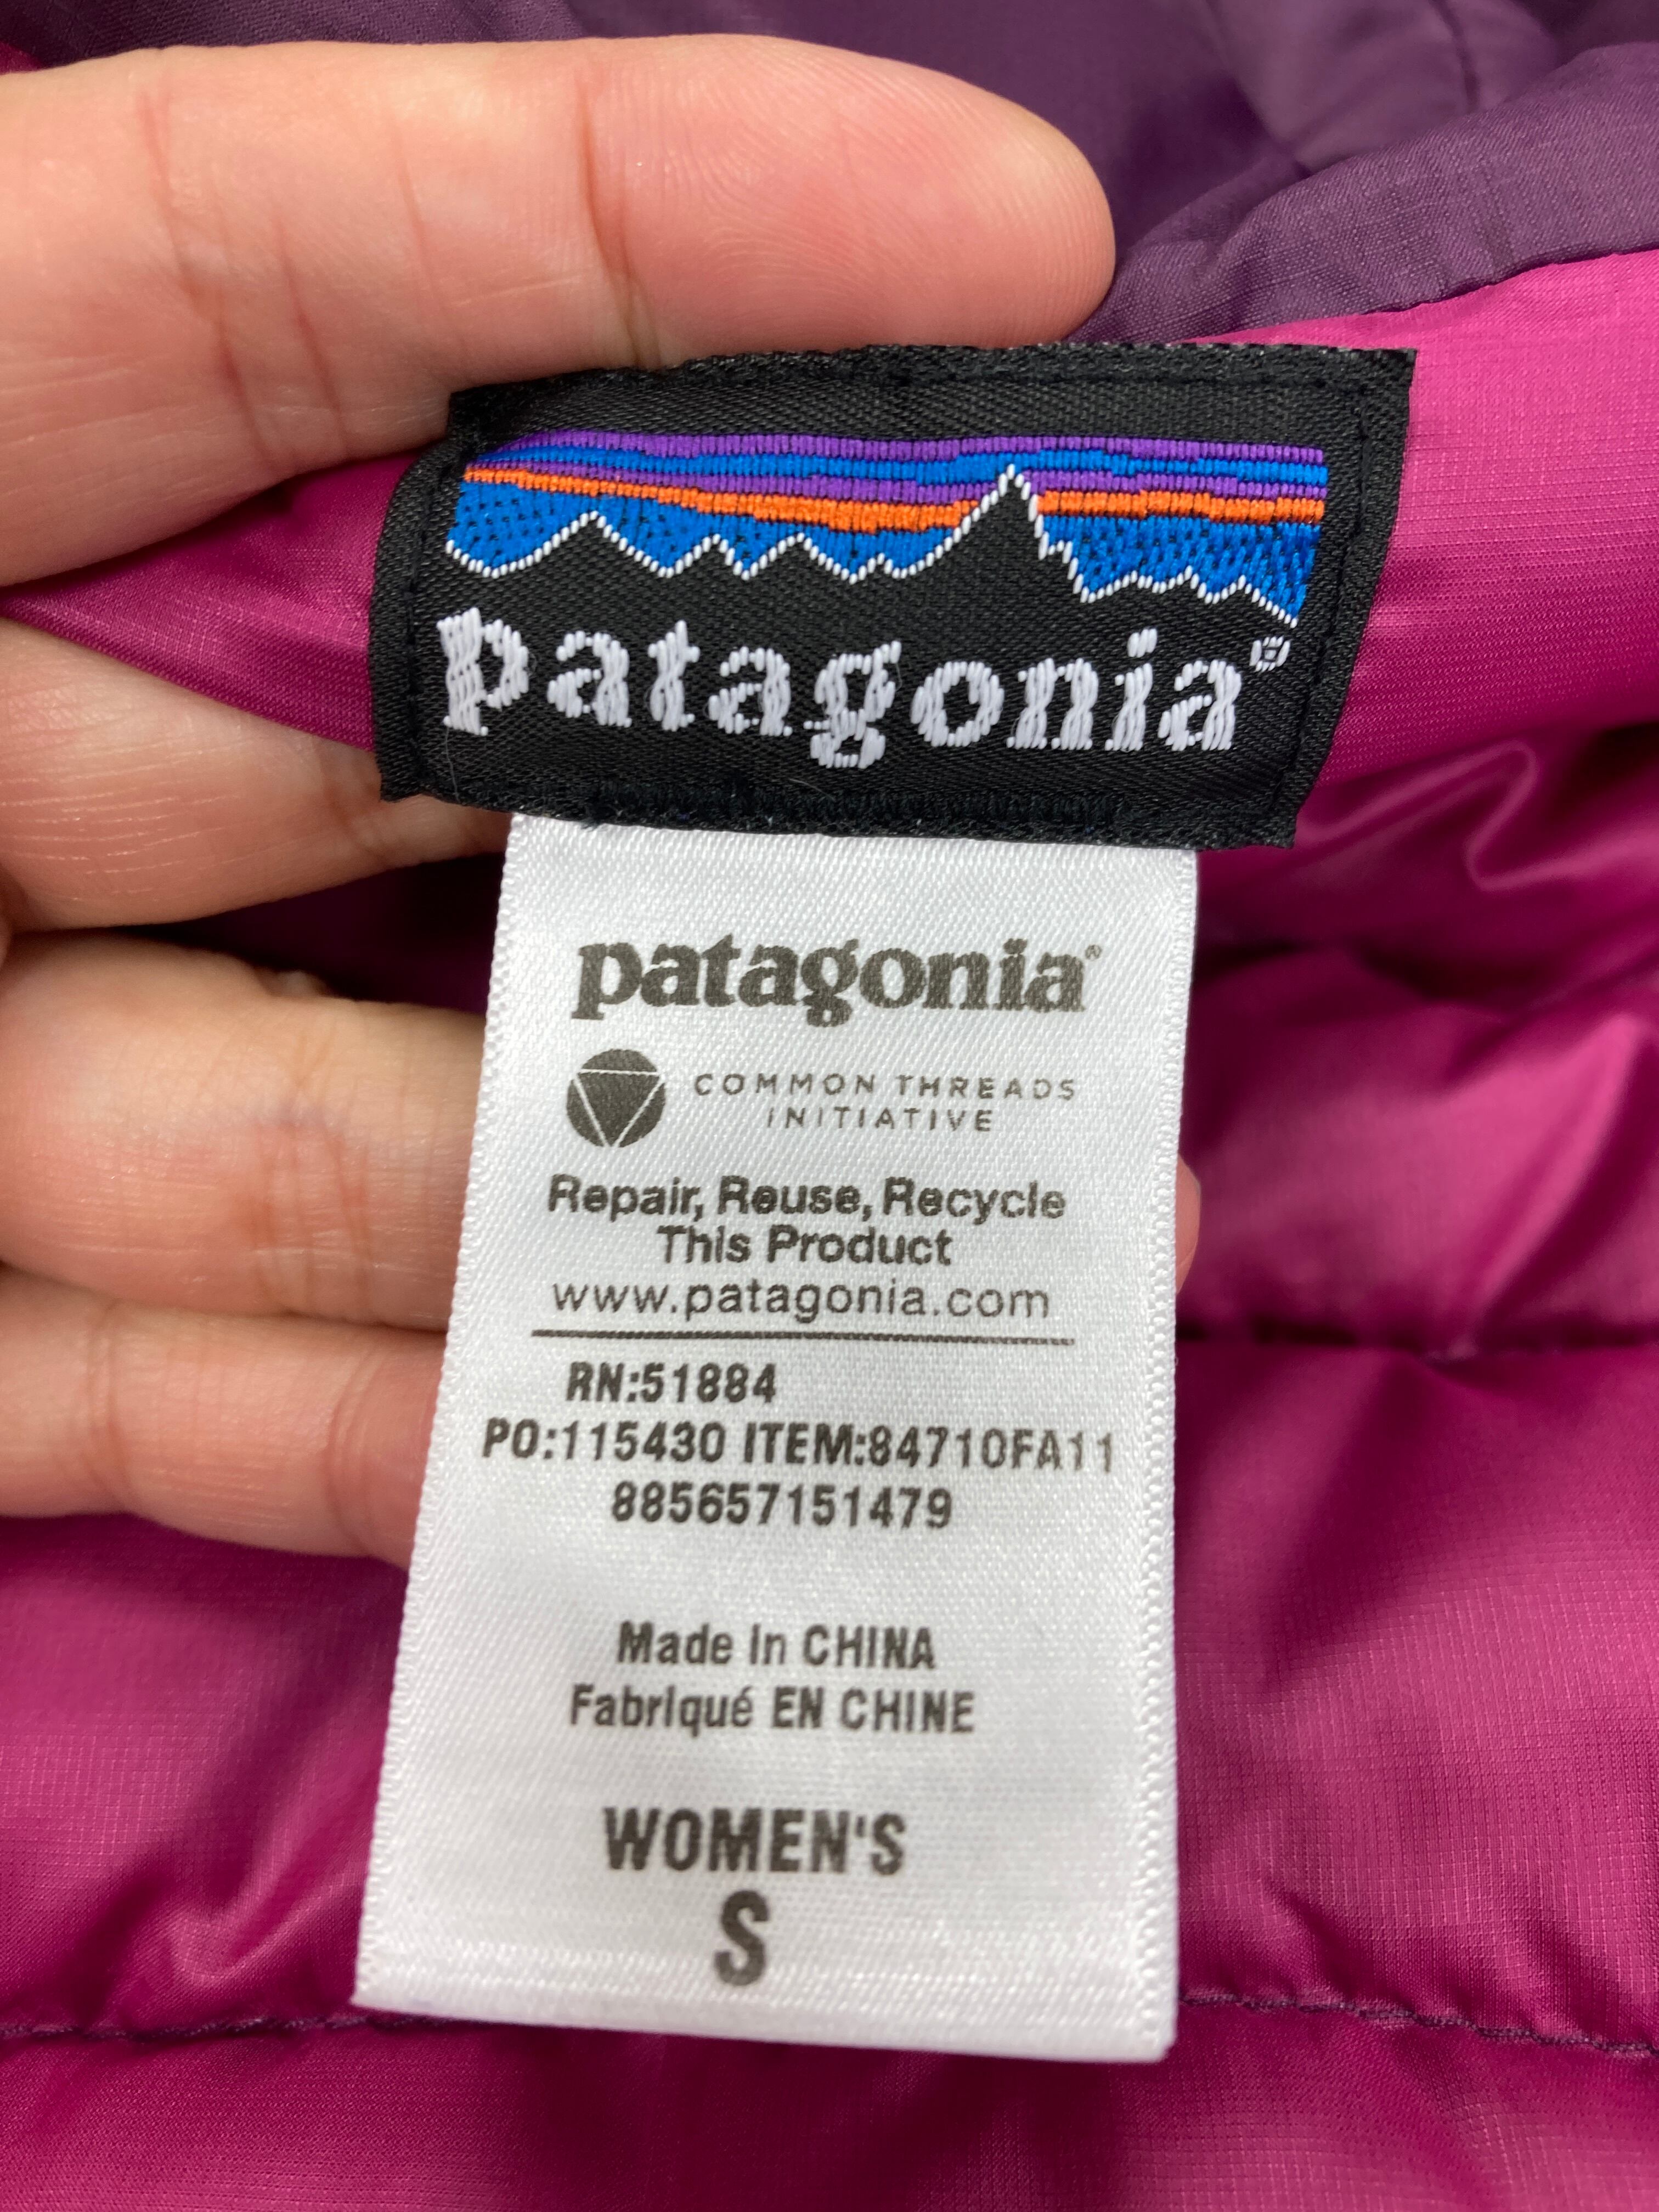 patagonia®
patagonia®
COMMON THREADS
INITIATIVE
Repair, Reuse, Recycle
This Product
www.patagonia.com
RN:51884
PO:115430 ITEM:84710FA11
885657151479
Made In CHINA
Fabriqué EN CHINE
WOMEN'S
S